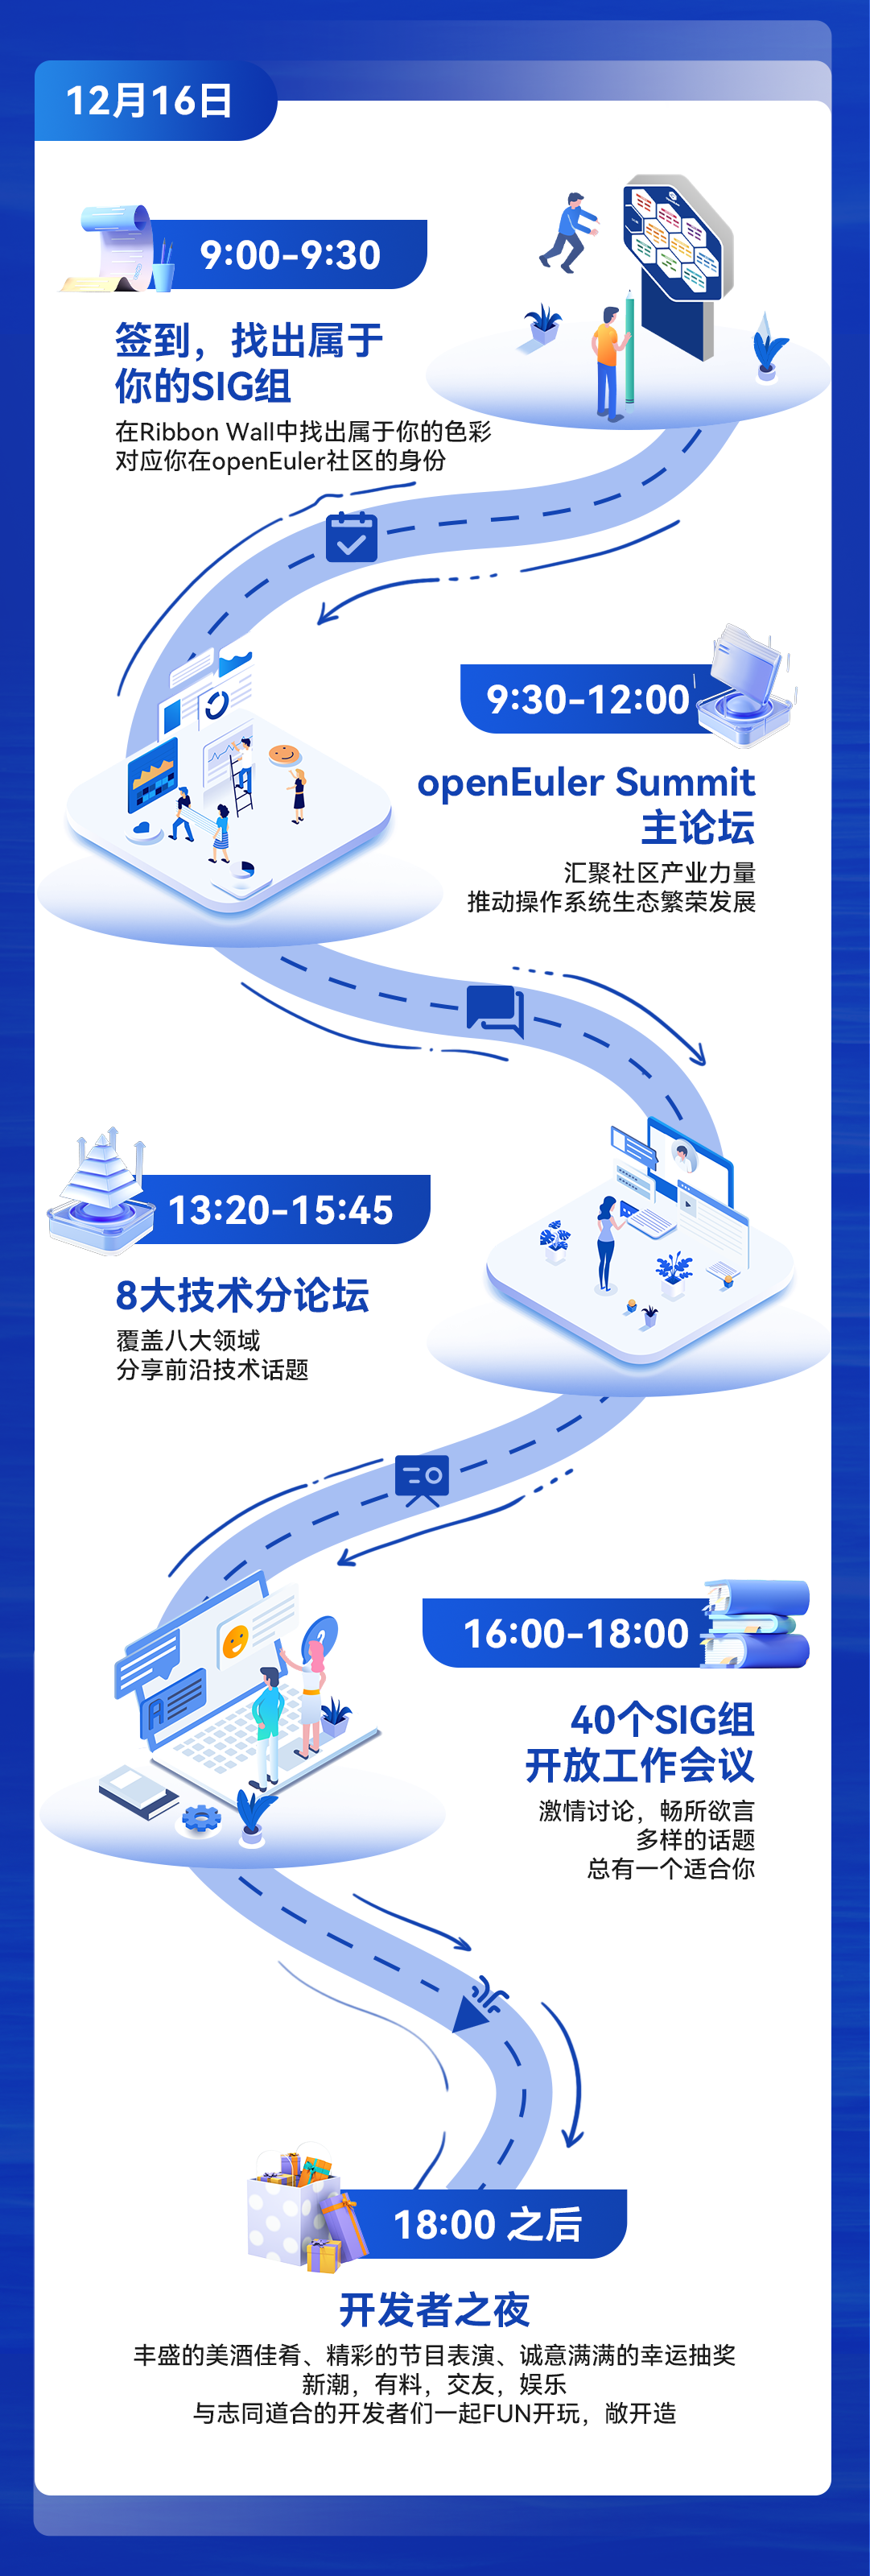 12月16日
9:00-9:30
签到，找出属于
你的SIG组
在Ribbon Wall中找出属于你的色彩
对应你在openEuler社区的身份
9:30-12:00
openEuler Summit
主论坛
汇聚社区产业力量
推动操作系统生态繁荣发展
13:20-15:45
8大技术分论坛
覆盖八大领域
分享前沿技术话题
16:00-18:00
40个SIG组
开放工作会议
激情讨论，畅所欲言
多样的话题
总有一个适合你
18:00 之后
开发者之夜
丰盛的美酒佳肴、精彩的节目表演、诚意满满的幸运抽奖
新潮，有料，交友，娱乐
与志同道合的开发者们一起FUN开玩，敞开造